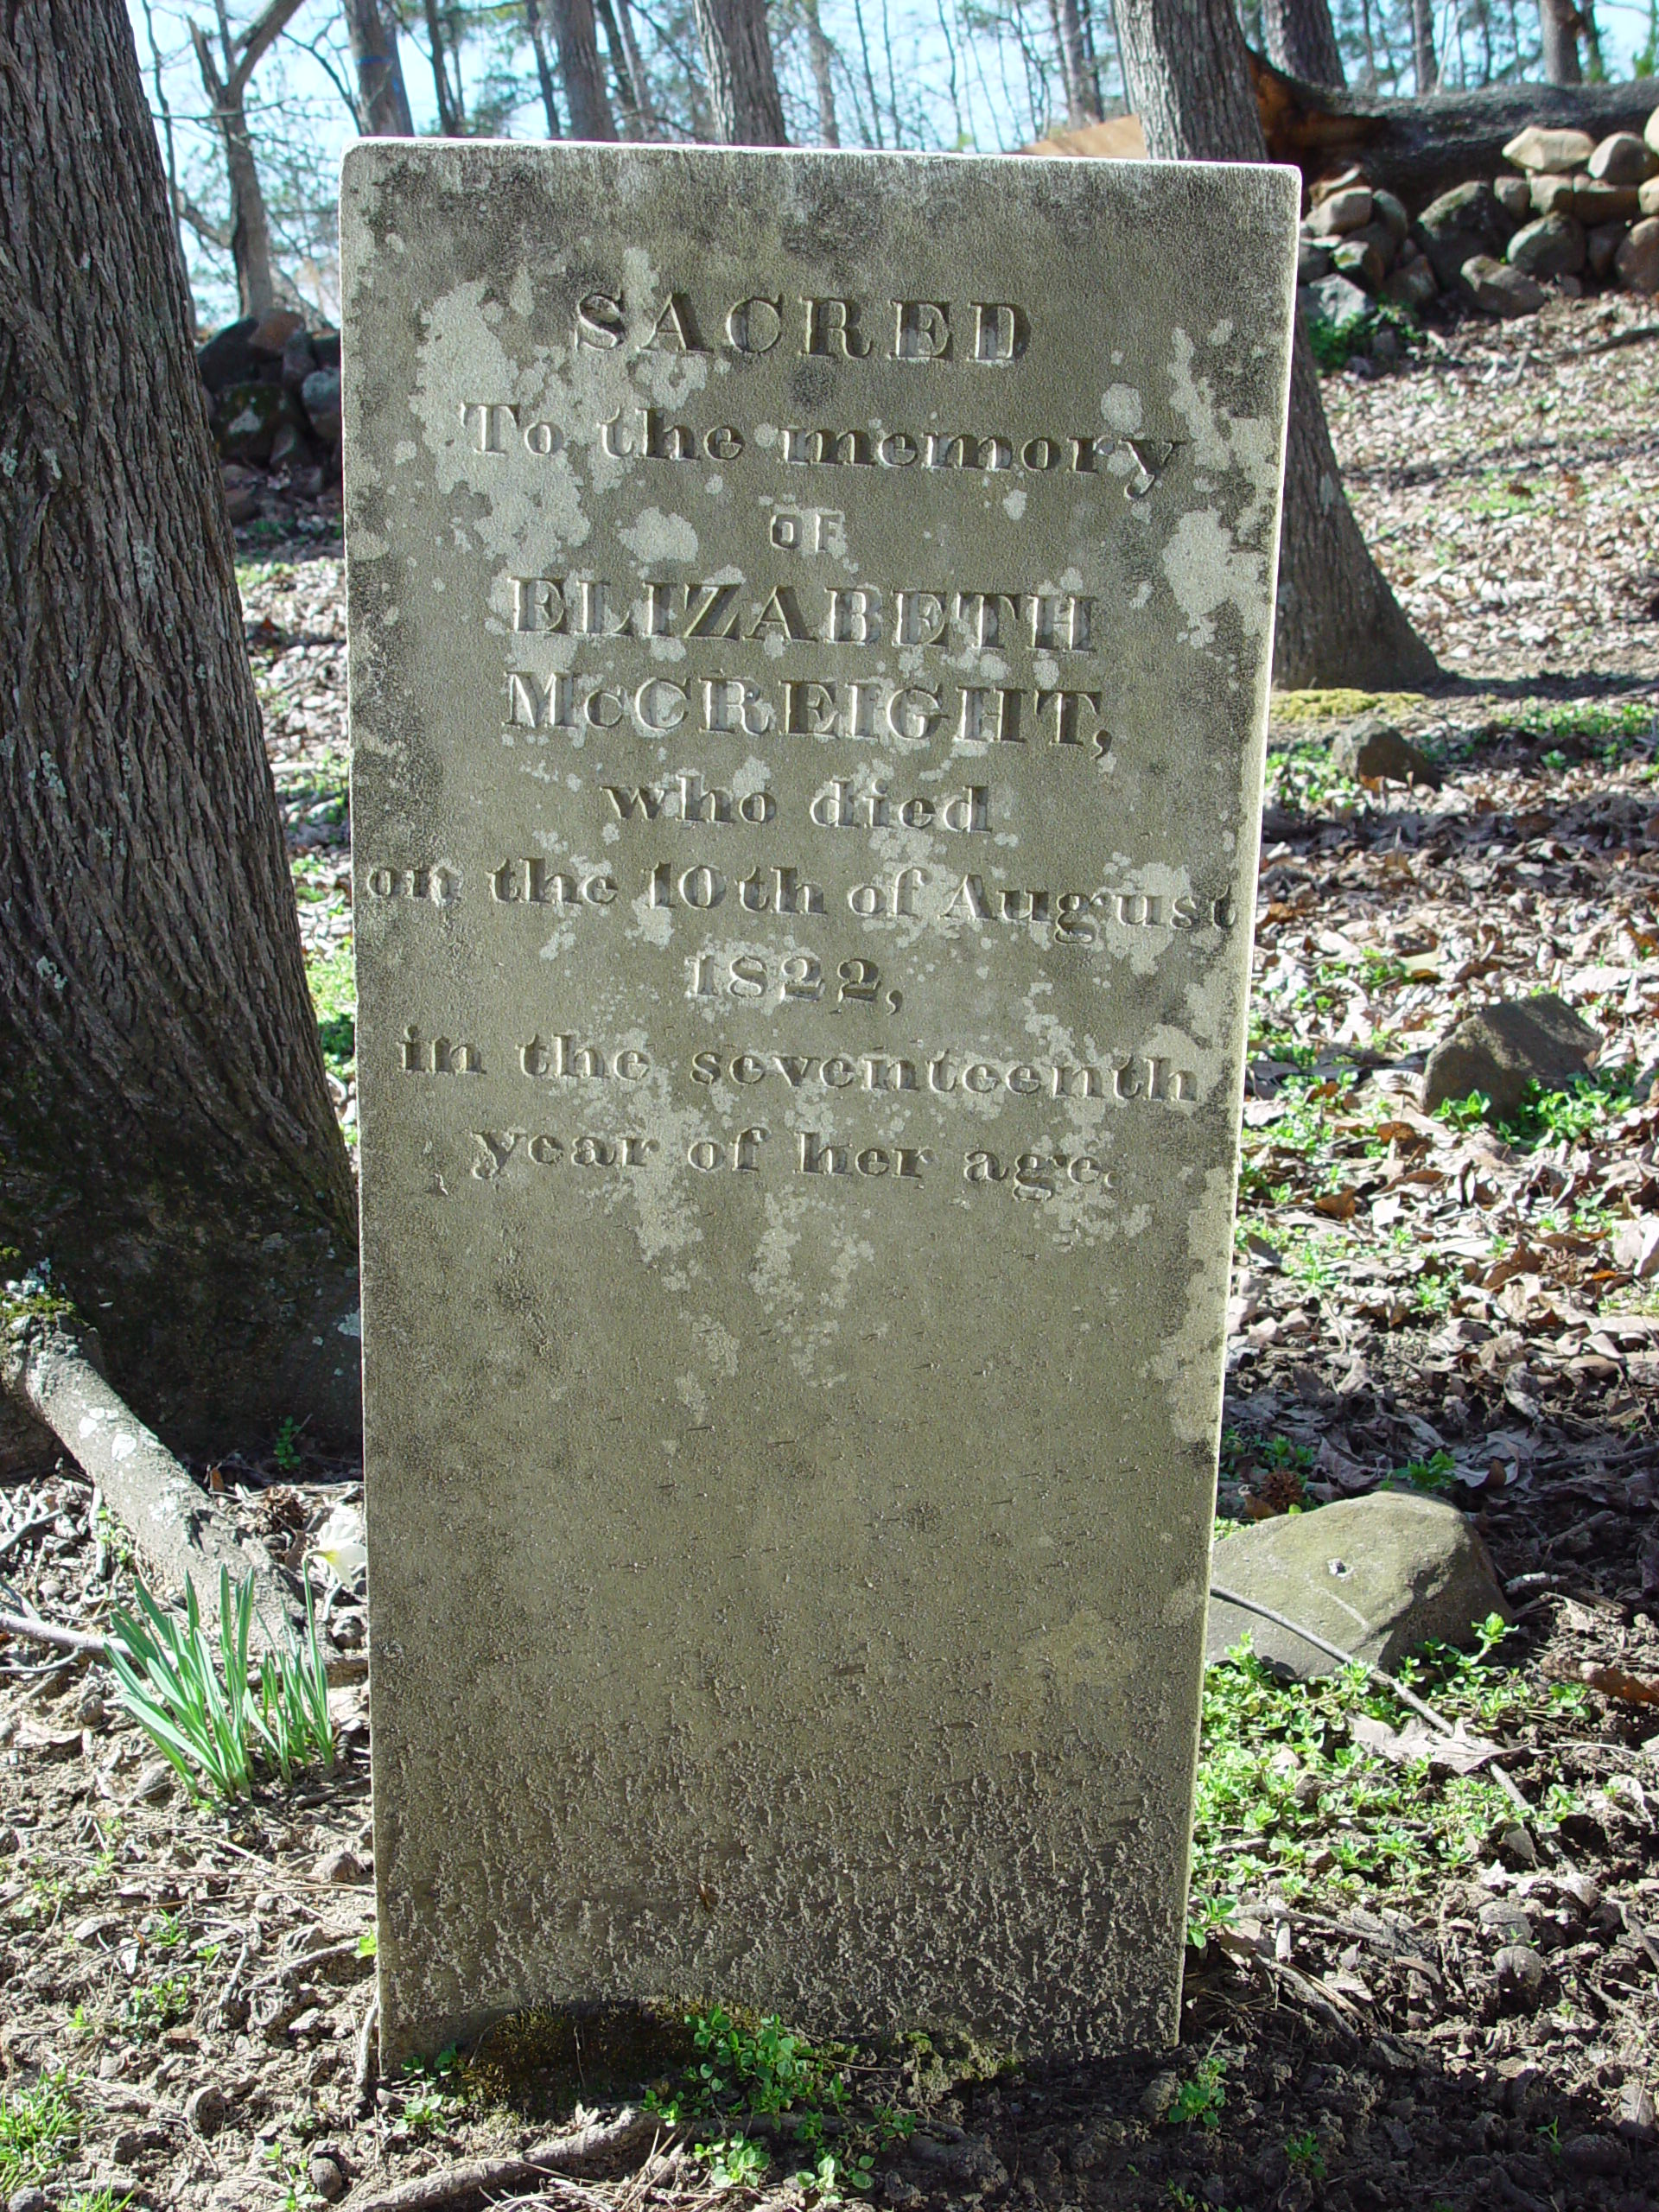 SACRED
To the memory
OF
ELIZABETH
McCREIGHT,
who died
on the 10th of August
1822,
in the seventeenth
year of her age.